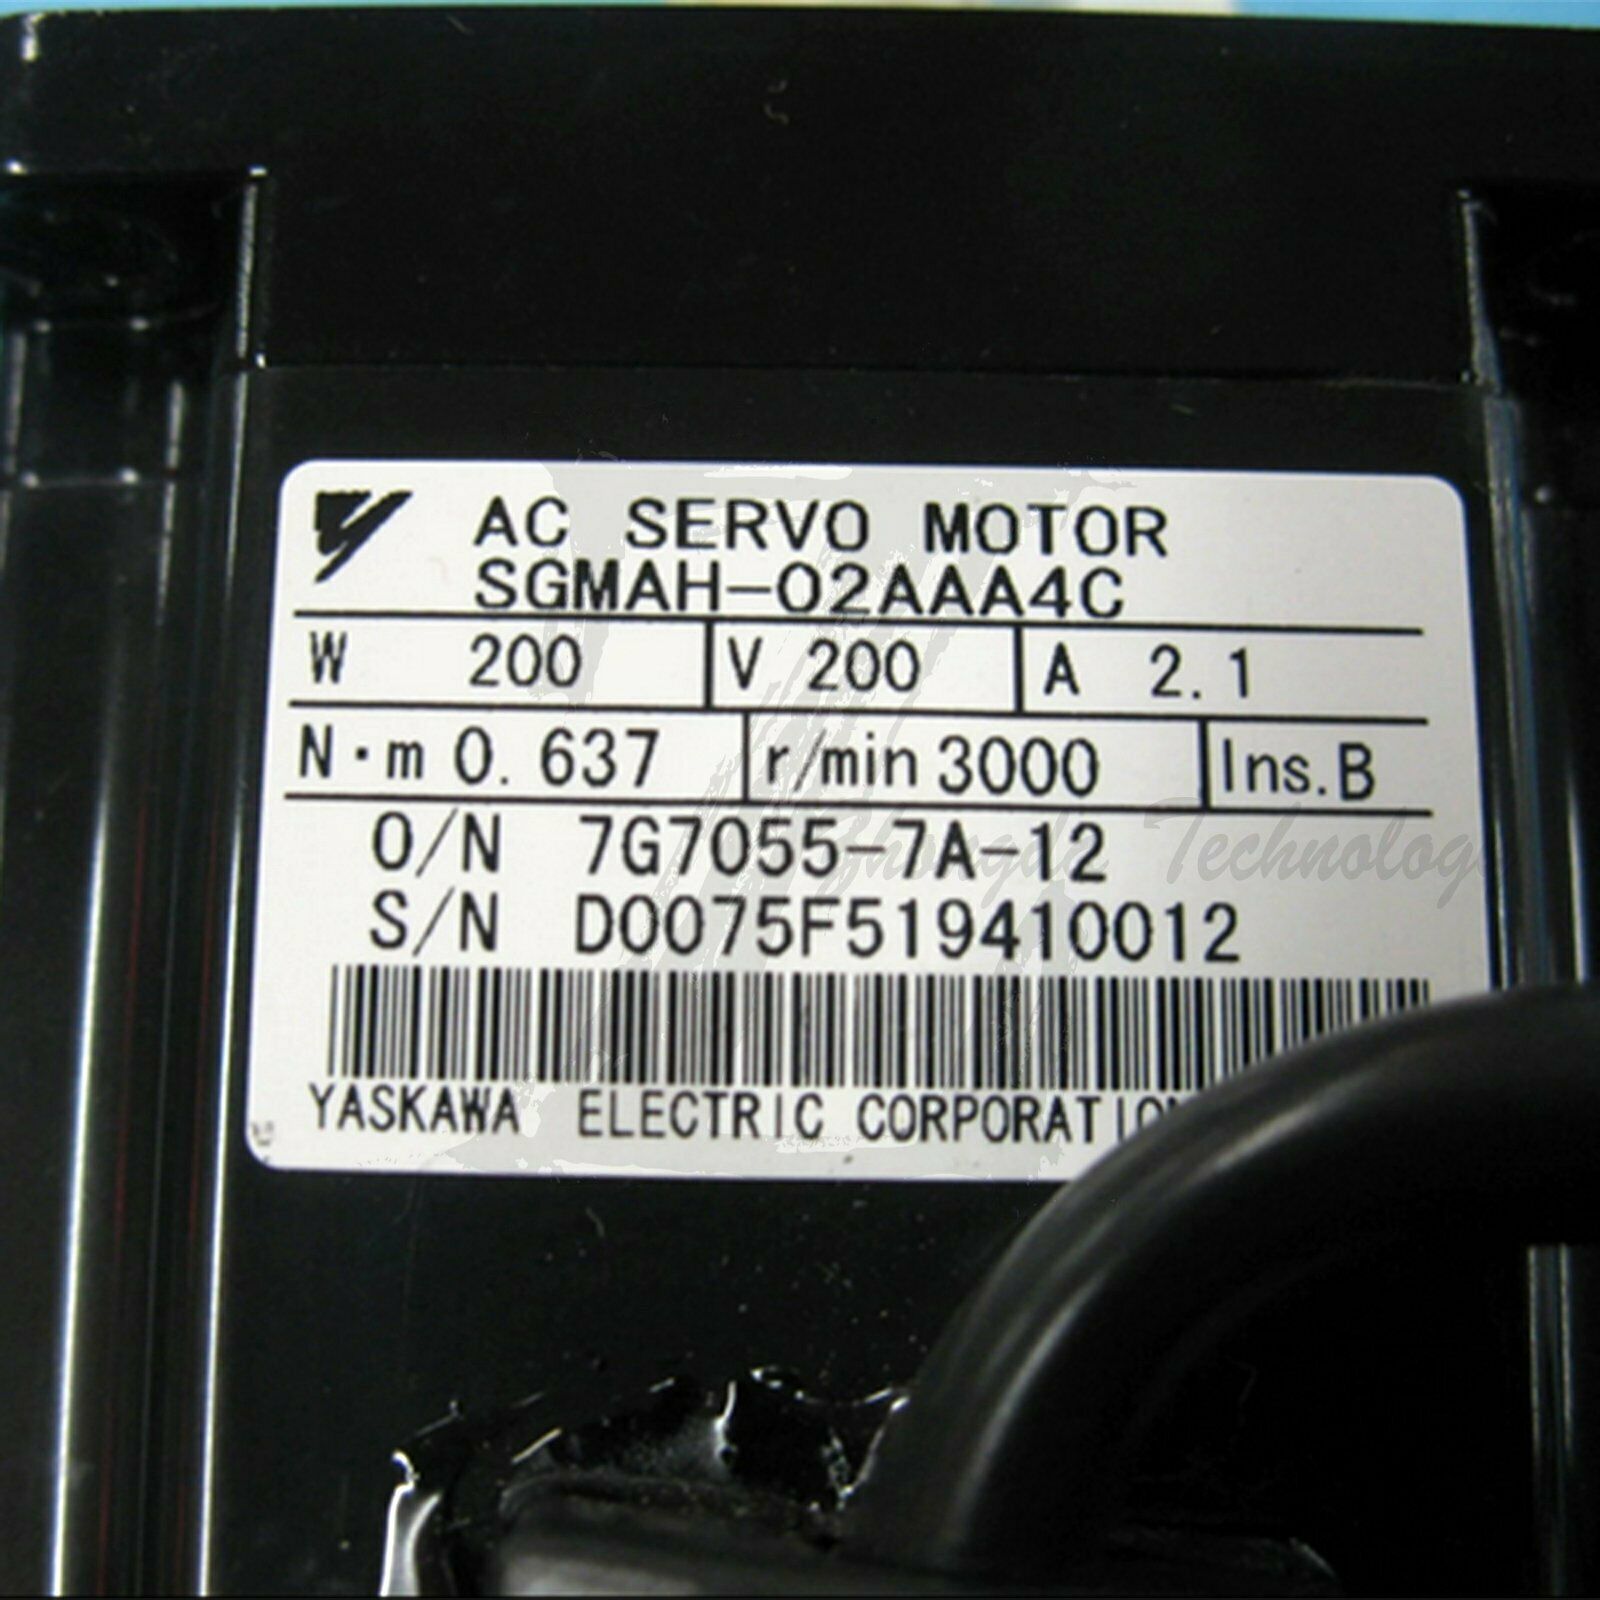 AC SERVO MOTOR
SGMAH-02AAA4C
W 200 V 200 A 2.1
N·m 0.637 r/min 3000 Ins. B
O/N 7G7055-7A-12
Technology
S/N D0075F519410012
YASKAWA ELECTRIC CORPORATION